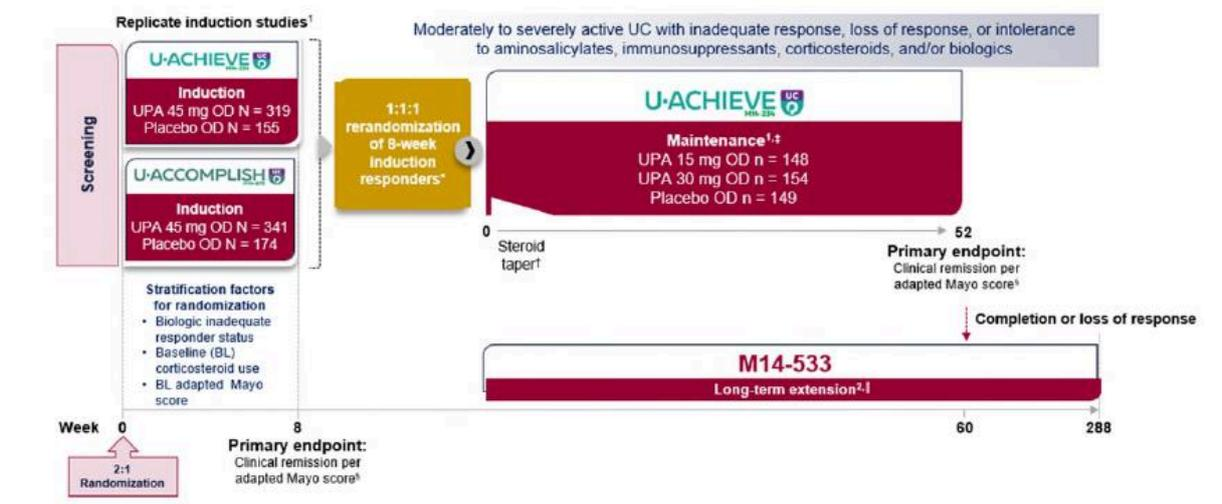 Replicate induction studies¹
Moderately to severely active UC with inadequate response, loss of response, or intolerance
to aminosalicylates, immunosuppressants, corticosteroids, and/or biologics
Screening
U·ACHIEVE UC
Induction
UPA 45 mg OD N = 319
Placebo OD N = 155
U·ACCOMPLISH
Induction
UPA 45 mg OD N = 341
Placebo OD N = 174
1:1:1
rerandomization
of 8-week
induction
responders*
U·ACHIEVE UC
M14-234
Maintenance¹,‡
UPA 15 mg OD n = 148
UPA 30 mg OD n = 154
Placebo OD n = 149
0
52
Steroid
taper†
Primary endpoint:
Clinical remission per
adapted Mayo score§
Stratification factors
for randomization
• Biologic inadequate
responder status
• Baseline (BL)
corticosteroid use
• BL adapted Mayo
score
Completion or loss of response
M14-533
Long-term extension²,‖
Week
0
8
60
288
2:1
Randomization
Primary endpoint:
Clinical remission per
adapted Mayo score§